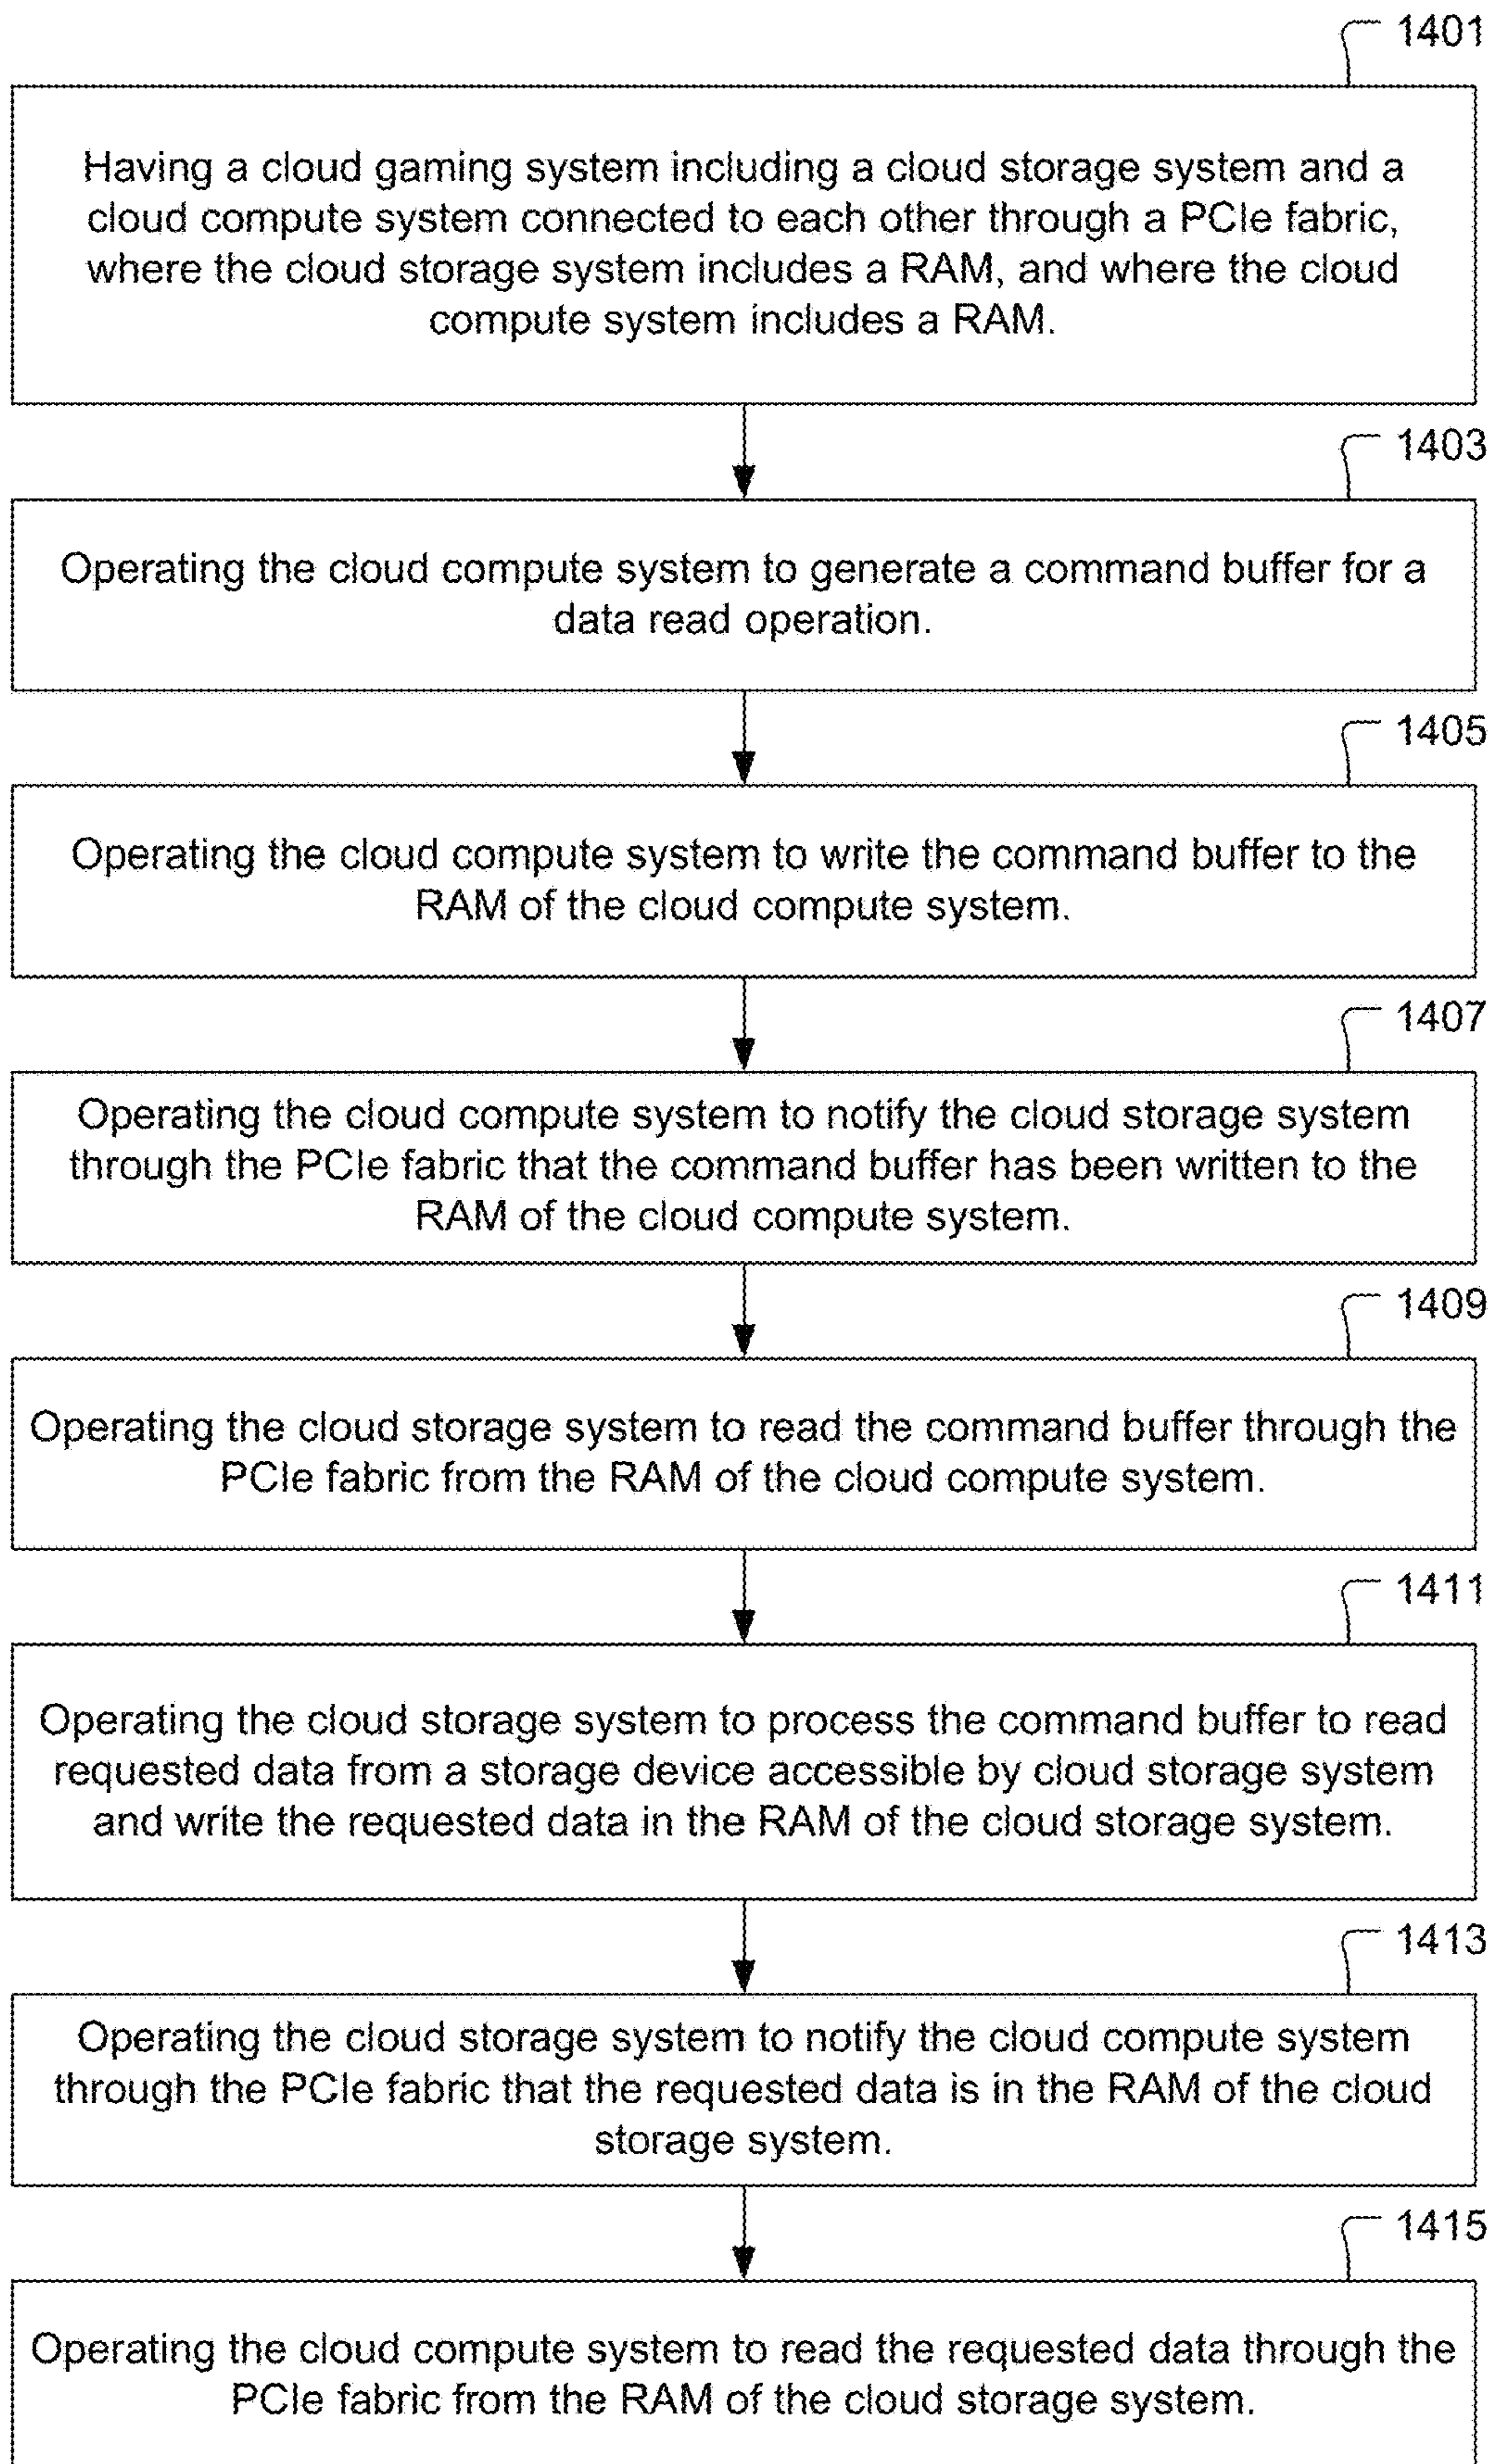 1401
Having a cloud gaming system including a cloud storage system and a
cloud compute system connected to each other through a PCIe fabric,
where the cloud storage system includes a RAM, and where the cloud
compute system includes a RAM.
1403
Operating the cloud compute system to generate a command buffer for a
data read operation.
1405
Operating the cloud compute system to write the command buffer to the
RAM of the cloud compute system.
1407
Operating the cloud compute system to notify the cloud storage system
through the PCIe fabric that the command buffer has been written to the
RAM of the cloud compute system.
1409
Operating the cloud storage system to read the command buffer through the
PCIe fabric from the RAM of the cloud compute system.
1411
Operating the cloud storage system to process the command buffer to read
requested data from a storage device accessible by cloud storage system
and write the requested data in the RAM of the cloud storage system.
1413
Operating the cloud storage system to notify the cloud compute system
through the PCIe fabric that the requested data is in the RAM of the cloud
storage system.
1415
Operating the cloud compute system to read the requested data through the
PCIe fabric from the RAM of the cloud storage system.